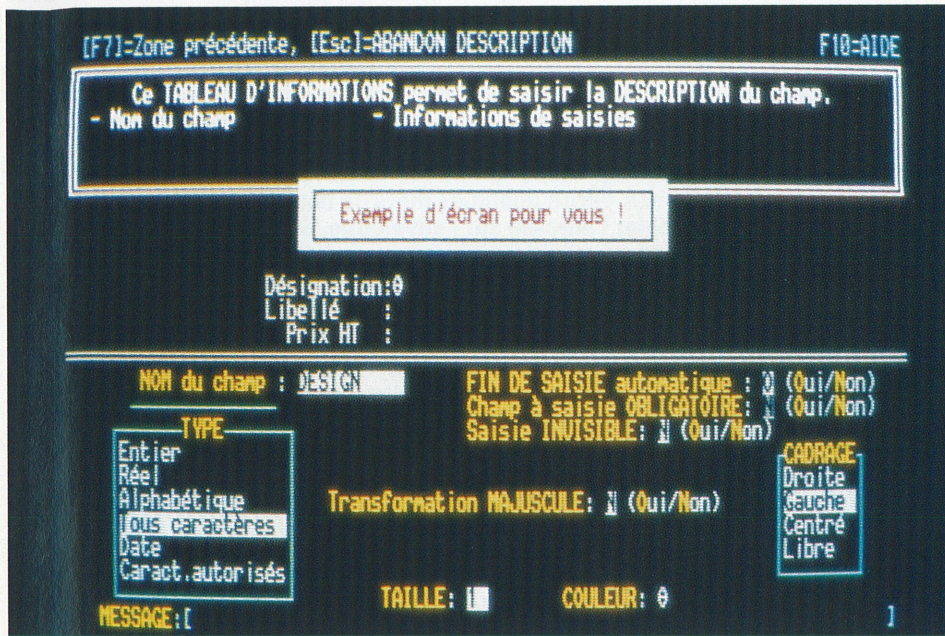 [F7]=Zone précédente, [Esc]=ABANDON DESCRIPTION F10=AIDE
Ce TABLEAU D'INFORMATIONS permet de saisir la DESCRIPTION du champ.
- Nom du champ - Informations de saisies
Exemple d'écran pour vous !
Désignation:θ
Libellé :
Prix HT :
NOM du champ : DESIGN
FIN DE SAISIE automatique : O (Oui/Non)
Champ à saisie OBLIGATOIRE: N (Oui/Non)
Saisie INVISIBLE: N (Oui/Non)
TYPE
Entier
Réel
Alphabétique
Tous caractères
Date
Caract.autorisés
Transformation MAJUSCULE: N (Oui/Non)
CADRAGE
Droite
Gauche
Centré
Libre
TAILLE: COULEUR: θ
MESSAGE:[ ]